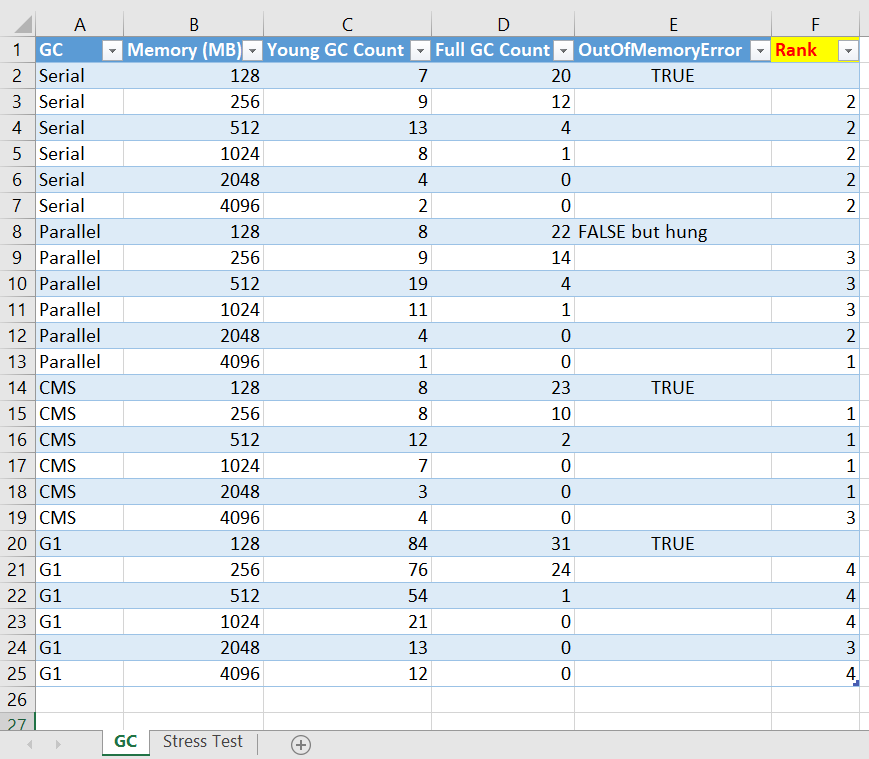 A B C D E F
1 GC Memory (MB) Young GC Count Full GC Count OutOfMemoryError Rank
2 Serial 128 7 20 TRUE
3 Serial 256 9 12 2
4 Serial 512 13 4 2
5 Serial 1024 8 1 2
6 Serial 2048 4 0 2
7 Serial 4096 2 0 2
8 Parallel 128 8 22 FALSE but hung
9 Parallel 256 9 14 3
10 Parallel 512 19 4 3
11 Parallel 1024 11 1 3
12 Parallel 2048 4 0 2
13 Parallel 4096 1 0 1
14 CMS 128 8 23 TRUE
15 CMS 256 8 10 1
16 CMS 512 12 2 1
17 CMS 1024 7 0 1
18 CMS 2048 3 0 1
19 CMS 4096 4 0 3
20 G1 128 84 31 TRUE
21 G1 256 76 24 4
22 G1 512 54 1 4
23 G1 1024 21 0 4
24 G1 2048 13 0 3
25 G1 4096 12 0 4
26
27
GC Stress Test